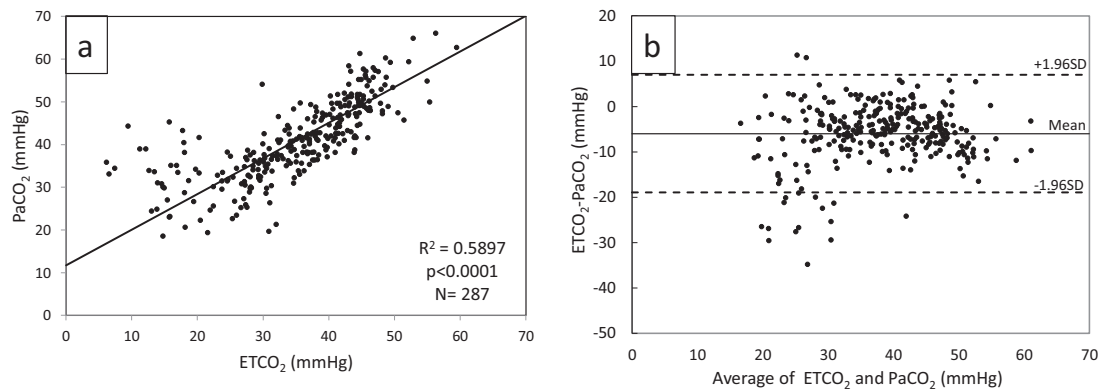 a
PaCO₂ (mmHg)
70
60
50
40
30
20
10
0
R² = 0.5897
p<0.0001
N= 287
0 10 20 30 40 50 60 70
ETCO₂ (mmHg)
b
ETCO₂-PaCO₂ (mmHg)
20
10
0
-10
-20
-30
-40
-50
+1.96SD
Mean
-1.96SD
0 10 20 30 40 50 60 70
Average of ETCO₂ and PaCO₂ (mmHg)